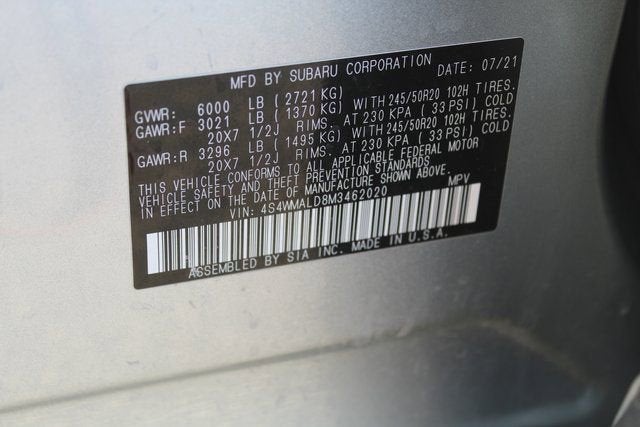 MFD BY SUBARU CORPORATION DATE: 07/21
GVWR: 6000 LB ( 2721 KG)
GAWR:F 3021 LB ( 1370 KG) WITH 245/50R20 102H TIRES.
20X7 1/2J RIMS. AT 230 KPA ( 33 PSI) COLD
GAWR:R 3296 LB ( 1495 KG) WITH 245/50R20 102H TIRES.
20X7 1/2J RIMS. AT 230 KPA ( 33 PSI) COLD
THIS VEHICLE CONFORMS TO ALL APPLICABLE FEDERAL MOTOR
VEHICLE SAFETY AND THEFT PREVENTION STANDARDS
IN EFFECT ON THE DATE OF MANUFACTURE SHOWN ABOVE.
VIN: 4S4WMALD8M3462020 MPV
ASSEMBLED BY SIA INC. MADE IN U.S.A.